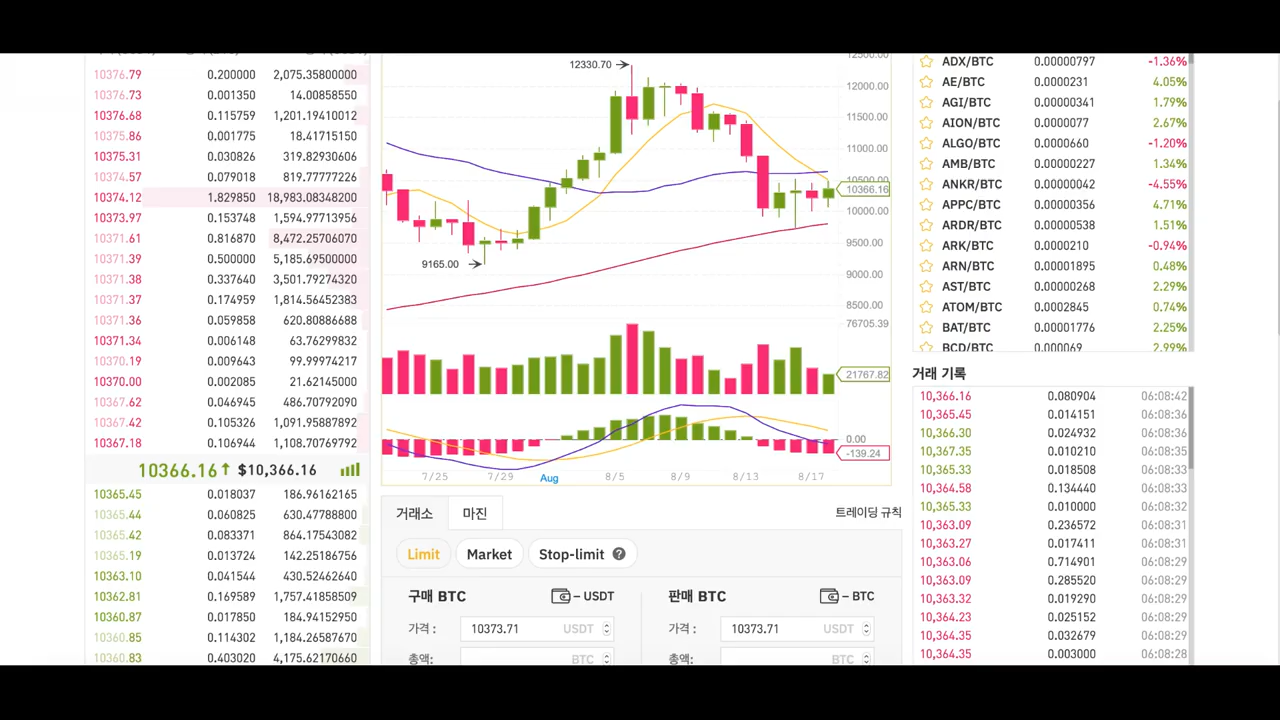 10376.79 0.200000 2,075.35800000
10376.73 0.001350 14.00858550
10376.68 0.115759 1,201.19410012
10375.86 0.001775 18.41715150
10375.31 0.030826 319.82930606
10374.57 0.079018 819.77777226
10374.12 1.829850 18,983.08348200
10373.97 0.153748 1,594.97713956
10371.61 0.816870 8,472.25706070
10371.39 0.500000 5,185.69500000
10371.38 0.337640 3,501.79274320
10371.37 0.174959 1,814.56452383
10371.36 0.059858 620.80886688
10371.34 0.006148 63.76299832
10370.19 0.009643 99.99974217
10370.00 0.002085 21.62145000
10367.62 0.046945 486.70792090
10367.42 0.105326 1,091.95887892
10367.18 0.106944 1,108.70769792
10366.16↑ $10,366.16
10365.45 0.018037 186.96162165
10365.44 0.060825 630.47788800
10365.42 0.083371 864.17543082
10365.19 0.013724 142.25186756
10363.10 0.041544 430.52462640
10362.81 0.169589 1,757.41858509
10360.87 0.017850 184.94152950
10360.85 0.114302 1,184.26587670
10360.83 0.403020 4,175.62170660
12330.70
9165.00
12500.00
12000.00
11000.00
10500.00
10366.16
10000.00
9500.00
9000.00
8500.00
76705.39
21767.82
0.00
-139.24
7/25 7/29 Aug 8/5 8/9 8/13 8/17
거래소 마진 트레이딩 규칙
Limit Market Stop-limit ?
구매 BTC – USDT 판매 BTC – BTC
가격 : 10373.71 USDT 가격 : 10373.71 USDT
총액: BTC 총액: BTC
ADX/BTC 0.00000797 -1.36%
AE/BTC 0.0000231 4.05%
AGI/BTC 0.00000341 1.79%
AION/BTC 0.0000077 2.67%
ALGO/BTC 0.0000660 -1.20%
AMB/BTC 0.00000227 1.34%
ANKR/BTC 0.00000042 -4.55%
APPC/BTC 0.00000356 4.71%
ARDR/BTC 0.00000538 1.51%
ARK/BTC 0.0000210 -0.94%
ARN/BTC 0.00001895 0.48%
AST/BTC 0.00000268 2.29%
ATOM/BTC 0.0002845 0.74%
BAT/BTC 0.00001776 2.25%
BCD/BTC 0.000069 2.99%
거래 기록
10,366.16 0.080904 06:08:42
10,365.45 0.014151 06:08:36
10,366.30 0.024932 06:08:36
10,367.35 0.010210 06:08:35
10,365.33 0.018508 06:08:33
10,364.58 0.134440 06:08:33
10,365.33 0.010000 06:08:32
10,363.09 0.236572 06:08:31
10,363.27 0.017411 06:08:31
10,363.06 0.714901 06:08:29
10,363.09 0.285520 06:08:29
10,363.32 0.019290 06:08:29
10,364.23 0.025152 06:08:29
10,364.35 0.032679 06:08:29
10,364.35 0.003000 06:08:28